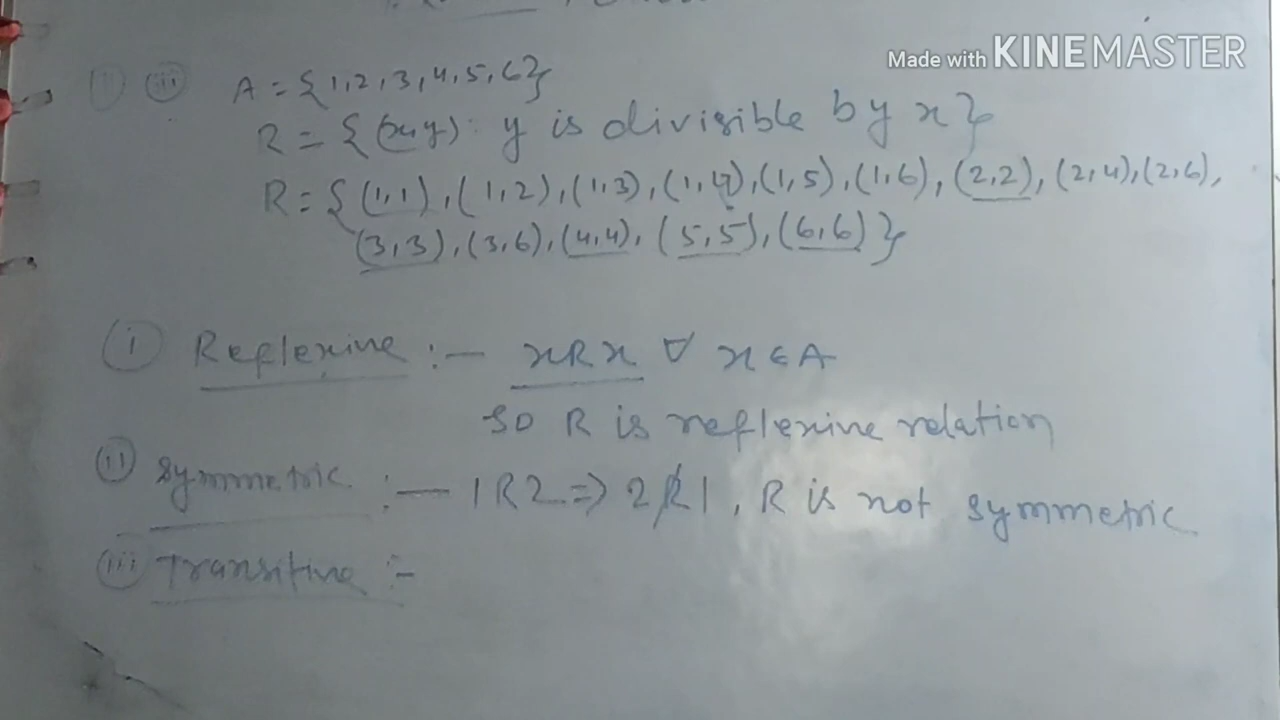 Made with KINEMASTER
(iii) A = {1,2,3,4,5,6}
R = {(x,y): y is divisible by x}
R = {(1,1),(1,2),(1,3),(1,4),(1,5),(1,6),(2,2),(2,4),(2,6),
(3,3),(3,6),(4,4),(5,5),(6,6)}
(i) Reflexive :- xRx ∀ x∈A
so R is reflexive relation
(ii) Symmetric :- 1R2 => 2R̸1, R is not symmetric
(iii) Transitive :-